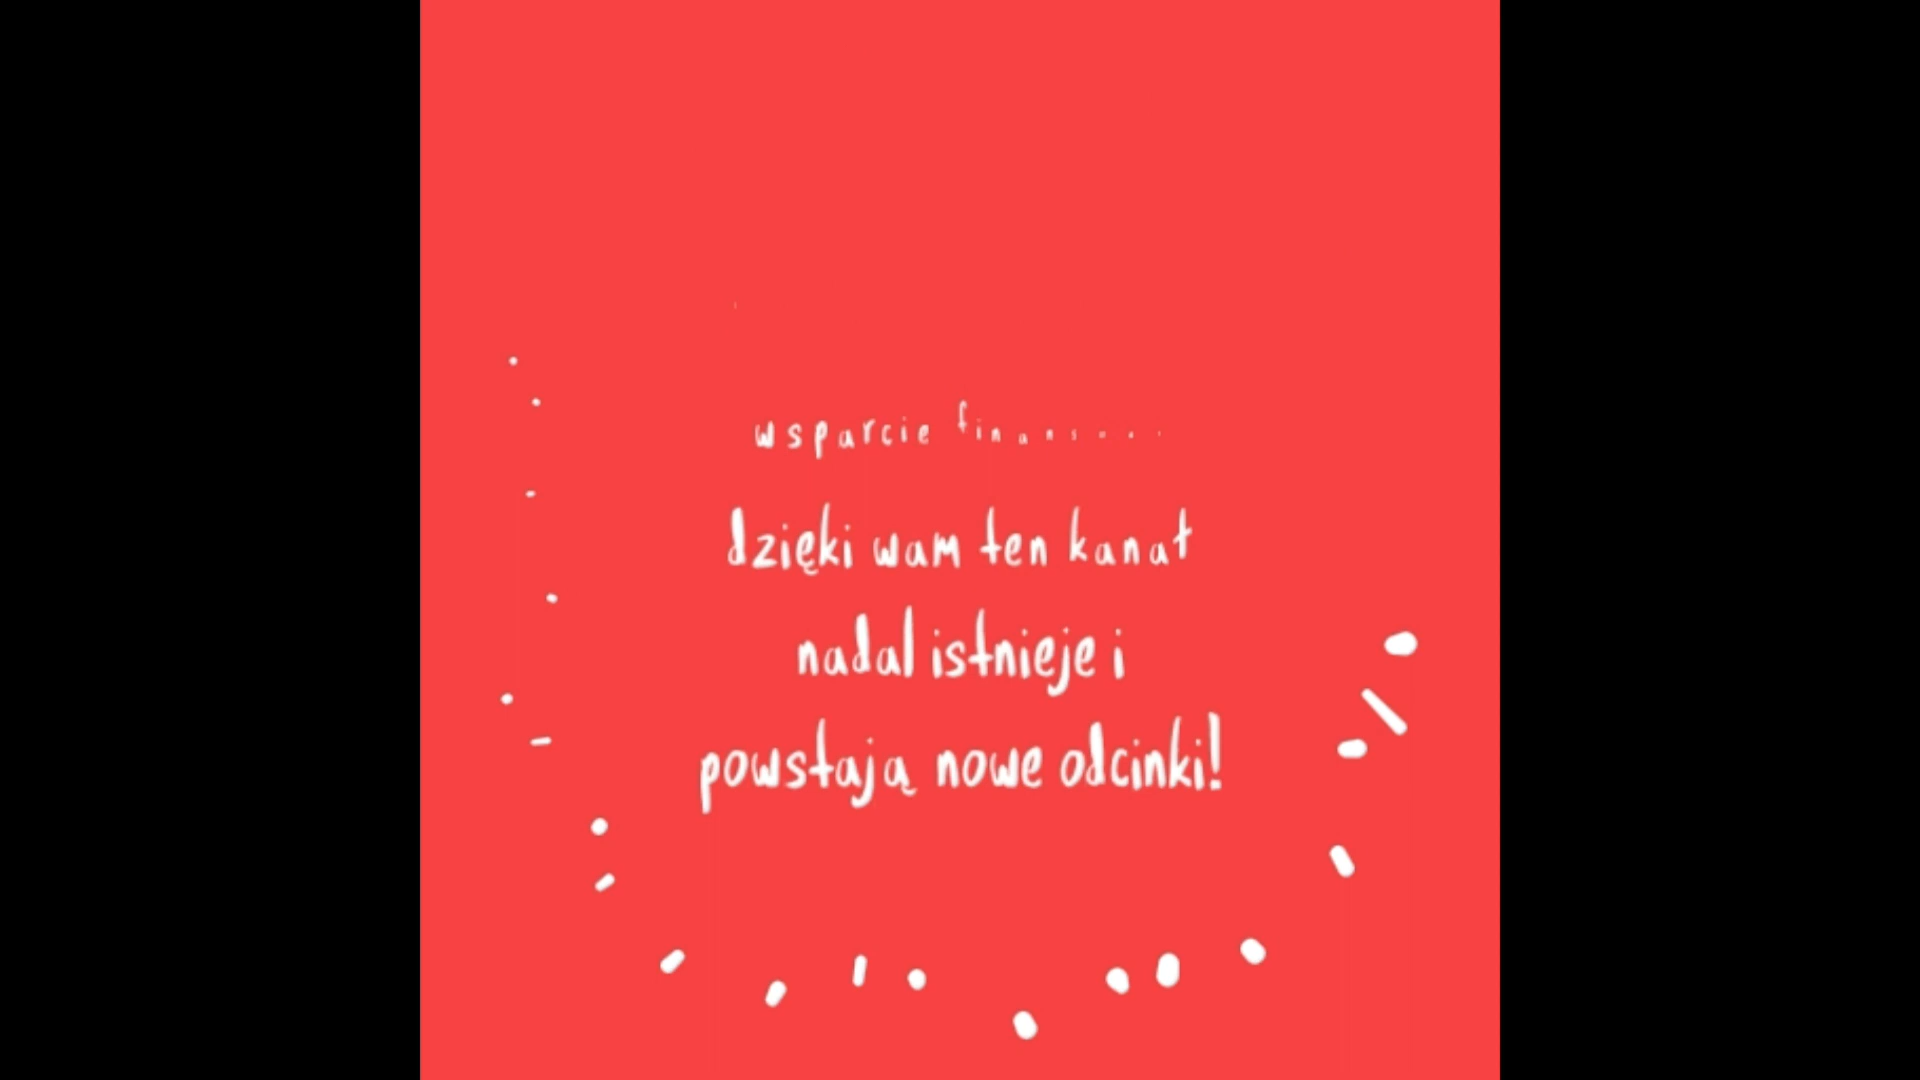 wsparcie
dzięki wam ten kanał
nadal istnieje i
powstają nowe odcinki!